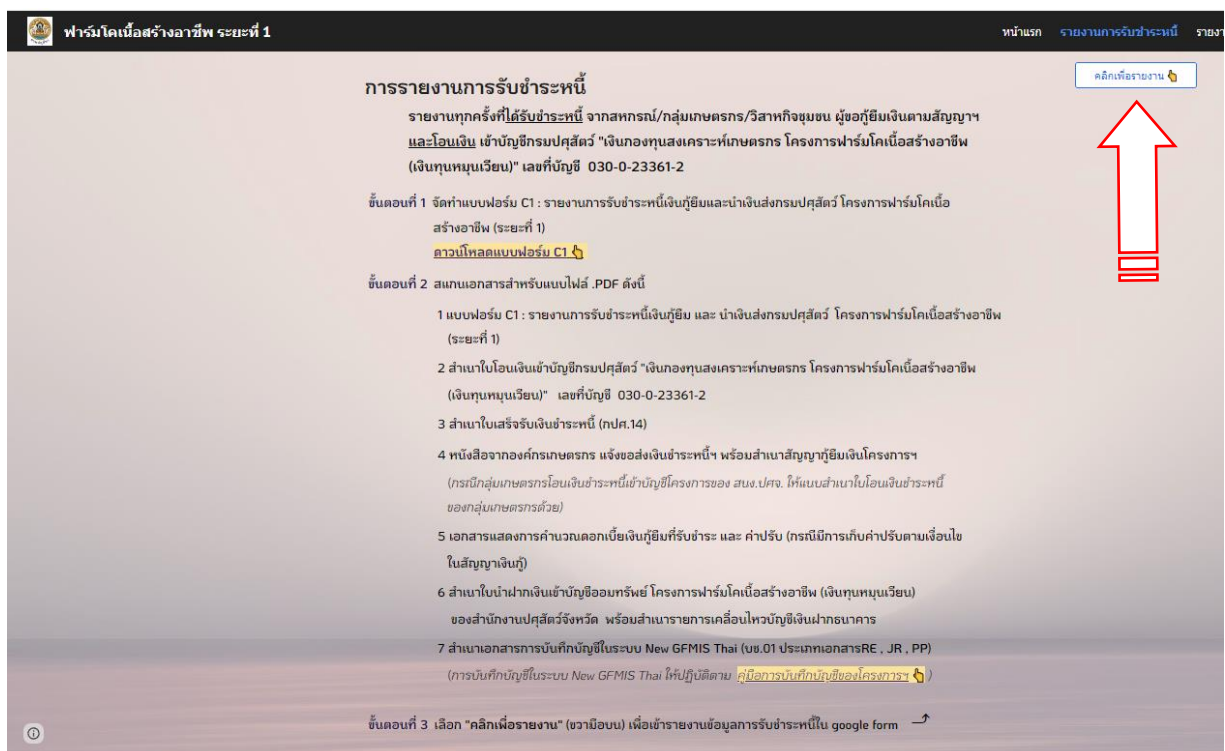 ฟาร์มโคเนื้อสร้างอาชีพ ระยะที่ 1
หน้าแรก รายงานการรับชำระหนี้
คลิกเพื่อรายงาน
การรายงานการรับชำระหนี้
รายงานทุกครั้งที่ได้รับชำระหนี้ จากสหกรณ์/กลุ่มเกษตรกร/วิสาหกิจชุมชน ผู้ขอกู้ยืมเงินตามสัญญาฯ
และโอนเงิน เข้าบัญชีกรมปศุสัตว์ "เงินกองทุนสงเคราะห์เกษตรกร โครงการฟาร์มโคเนื้อสร้างอาชีพ
(เงินทุนหมุนเวียน)" เลขที่บัญชี 030-0-23361-2
ขั้นตอนที่ 1 จัดทำแบบฟอร์ม C1 : รายงานการรับชำระหนี้เงินกู้ยืมและนำเงินส่งกรมปศุสัตว์ โครงการฟาร์มโคเนื้อ
สร้างอาชีพ (ระยะที่ 1)
ดาวน์โหลดแบบฟอร์ม C1
ขั้นตอนที่ 2 สแกนเอกสารสำหรับแนบไฟล์ .PDF ดังนี้
1 แบบฟอร์ม C1 : รายงานการรับชำระหนี้เงินกู้ยืม และ นำเงินส่งกรมปศุสัตว์ โครงการฟาร์มโคเนื้อสร้างอาชีพ
(ระยะที่ 1)
2 สำเนาใบโอนเงินเข้าบัญชีกรมปศุสัตว์ "เงินกองทุนสงเคราะห์เกษตรกร โครงการฟาร์มโคเนื้อสร้างอาชีพ
(เงินทุนหมุนเวียน)" เลขที่บัญชี 030-0-23361-2
3 สำเนาใบเสร็จรับเงินชำระหนี้ (กปศ.14)
4 หนังสือจากองค์กรเกษตรกร แจ้งขอส่งเงินชำระหนี้ฯ พร้อมสำเนาสัญญากู้ยืมเงินโครงการฯ
(กรณีกลุ่มเกษตรกรโอนเงินชำระหนี้เข้าบัญชีโครงการของ สนง.ปศจ. ให้แนบสำเนาใบโอนเงินชำระหนี้
ของกลุ่มเกษตรกรด้วย)
5 เอกสารแสดงการคำนวณดอกเบี้ยเงินกู้ยืมที่รับชำระ และ ค่าปรับ (กรณีมีการเก็บค่าปรับตามเงื่อนไข
ในสัญญาเงินกู้)
6 สำเนาใบนำฝากเงินเข้าบัญชีออมทรัพย์ โครงการฟาร์มโคเนื้อสร้างอาชีพ (เงินทุนหมุนเวียน)
ของสำนักงานปศุสัตว์จังหวัด พร้อมสำเนารายการเคลื่อนไหวบัญชีเงินฝากธนาคาร
7 สำเนาเอกสารการบันทึกบัญชีในระบบ New GFMIS Thai (บช.01 ประเภทเอกสารRE , JR , PP)
(การบันทึกบัญชีในระบบ New GFMIS Thai ให้ปฏิบัติตาม คู่มือการบันทึกบัญชีของโครงการฯ )
ขั้นตอนที่ 3 เลือก "คลิกเพื่อรายงาน" (ขวามือบน) เพื่อเข้ารายงานข้อมูลการรับชำระหนี้ใน google form